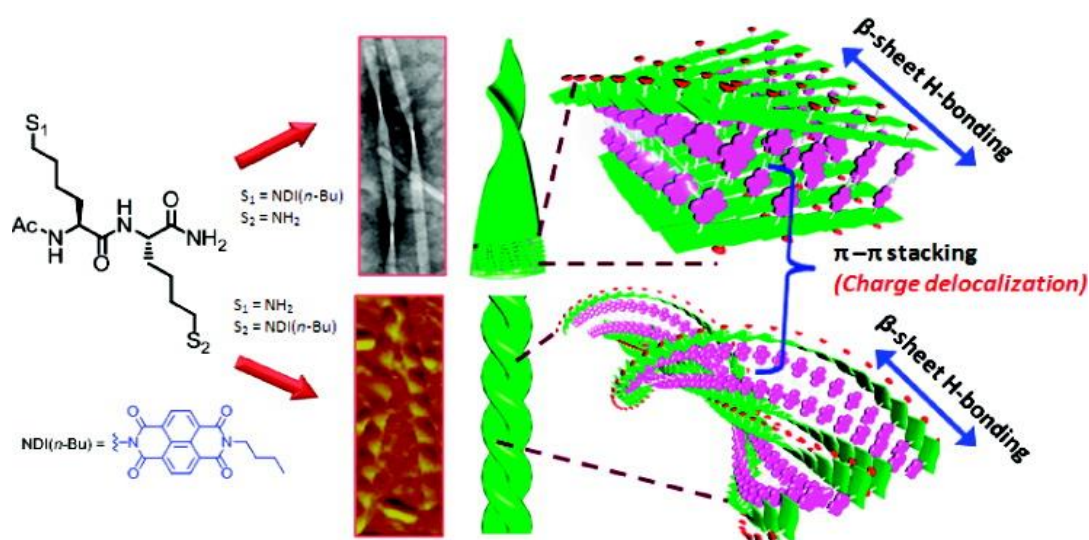 S1
Ac
N
H
O
H
N
O
NH2
S2
S1 = NDI(n-Bu)
S2 = NH2
S1 = NH2
S2 = NDI(n-Bu)
NDI(n-Bu) =
O
O
N
N
O
O
β-sheet H-bonding
π–π stacking
(Charge delocalization)
β-sheet H-bonding